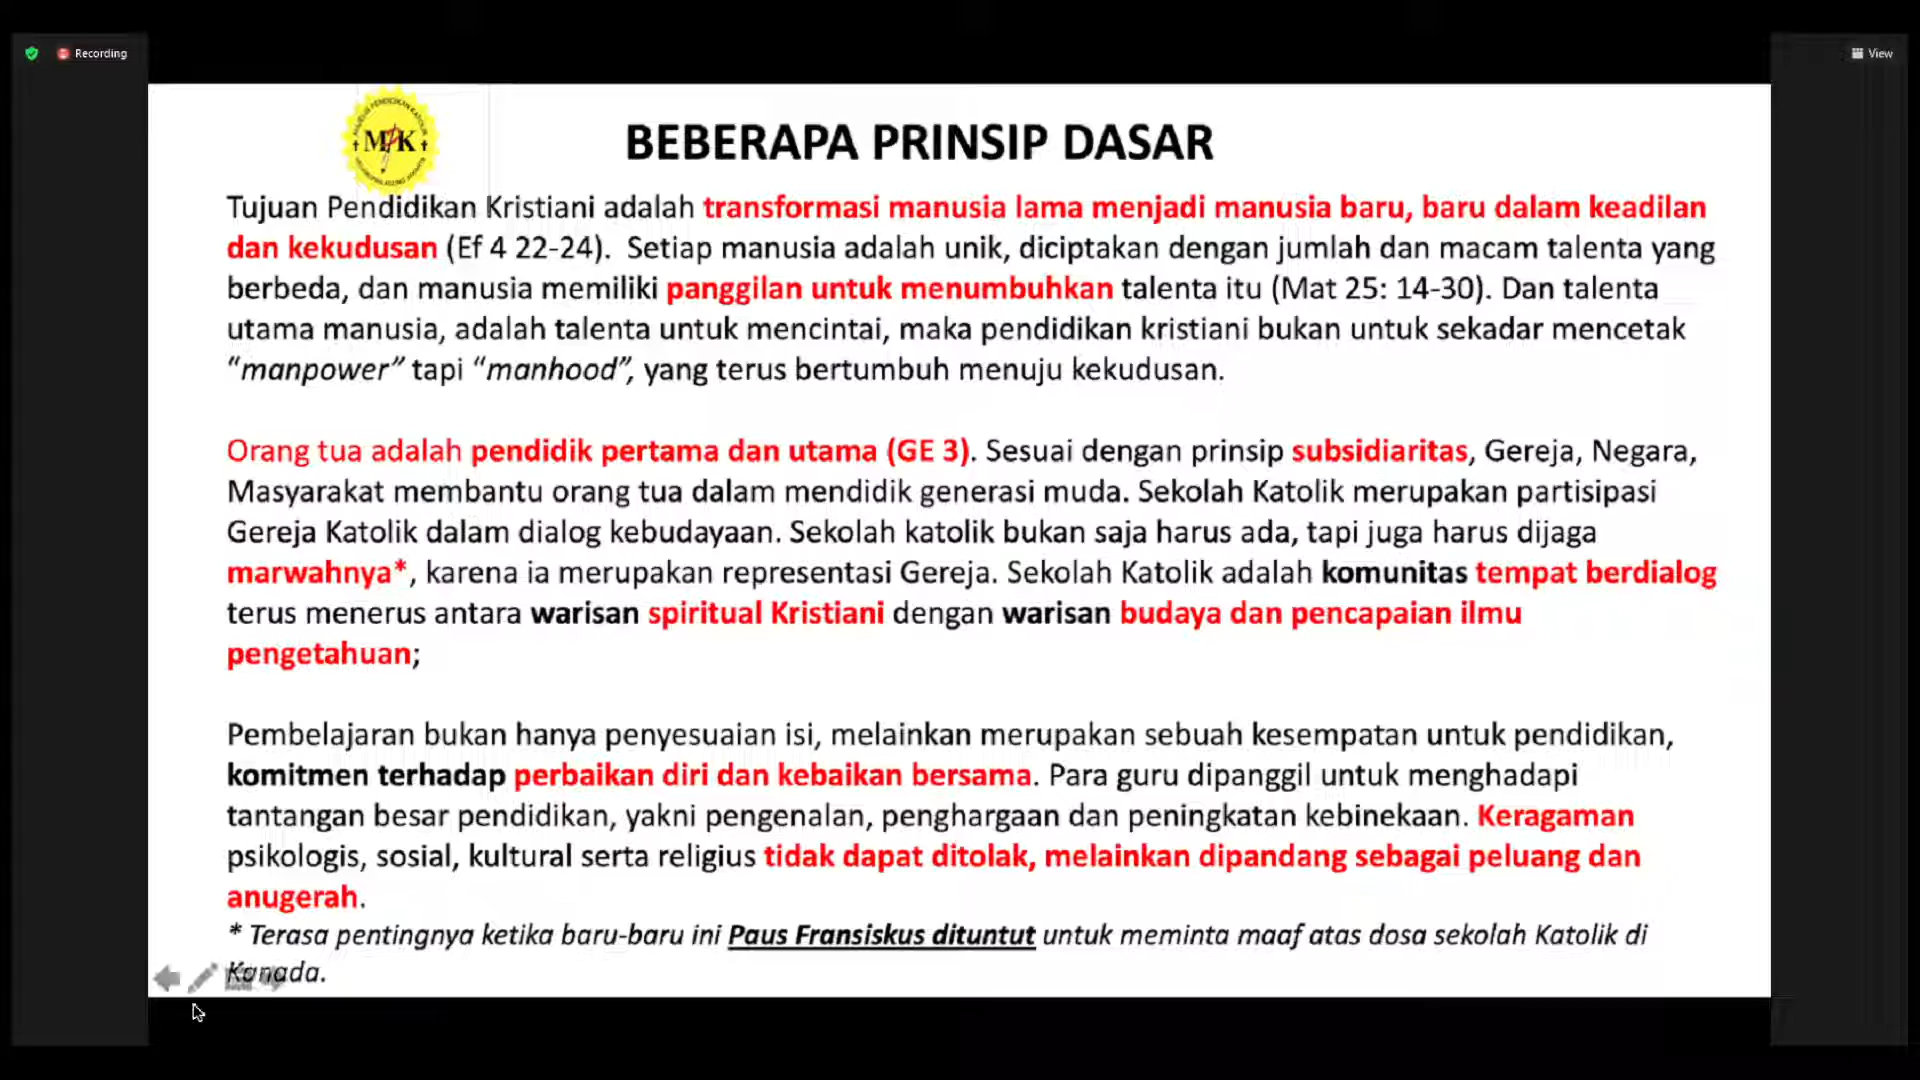 Recording
View
MPK
BEBERAPA PRINSIP DASAR
Tujuan Pendidikan Kristiani adalah transformasi manusia lama menjadi manusia baru, baru dalam keadilan
dan kekudusan (Ef 4 22-24). Setiap manusia adalah unik, diciptakan dengan jumlah dan macam talenta yang
berbeda, dan manusia memiliki panggilan untuk menumbuhkan talenta itu (Mat 25: 14-30). Dan talenta
utama manusia, adalah talenta untuk mencintai, maka pendidikan kristiani bukan untuk sekadar mencetak
“manpower” tapi “manhood”, yang terus bertumbuh menuju kekudusan.
Orang tua adalah pendidik pertama dan utama (GE 3). Sesuai dengan prinsip subsidiaritas, Gereja, Negara,
Masyarakat membantu orang tua dalam mendidik generasi muda. Sekolah Katolik merupakan partisipasi
Gereja Katolik dalam dialog kebudayaan. Sekolah katolik bukan saja harus ada, tapi juga harus dijaga
marwahnya*, karena ia merupakan representasi Gereja. Sekolah Katolik adalah komunitas tempat berdialog
terus menerus antara warisan spiritual Kristiani dengan warisan budaya dan pencapaian ilmu
pengetahuan;
Pembelajaran bukan hanya penyesuaian isi, melainkan merupakan sebuah kesempatan untuk pendidikan,
komitmen terhadap perbaikan diri dan kebaikan bersama. Para guru dipanggil untuk menghadapi
tantangan besar pendidikan, yakni pengenalan, penghargaan dan peningkatan kebinekaan. Keragaman
psikologis, sosial, kultural serta religius tidak dapat ditolak, melainkan dipandang sebagai peluang dan
anugerah.
* Terasa pentingnya ketika baru-baru ini Paus Fransiskus dituntut untuk meminta maaf atas dosa sekolah Katolik di
Kanada.